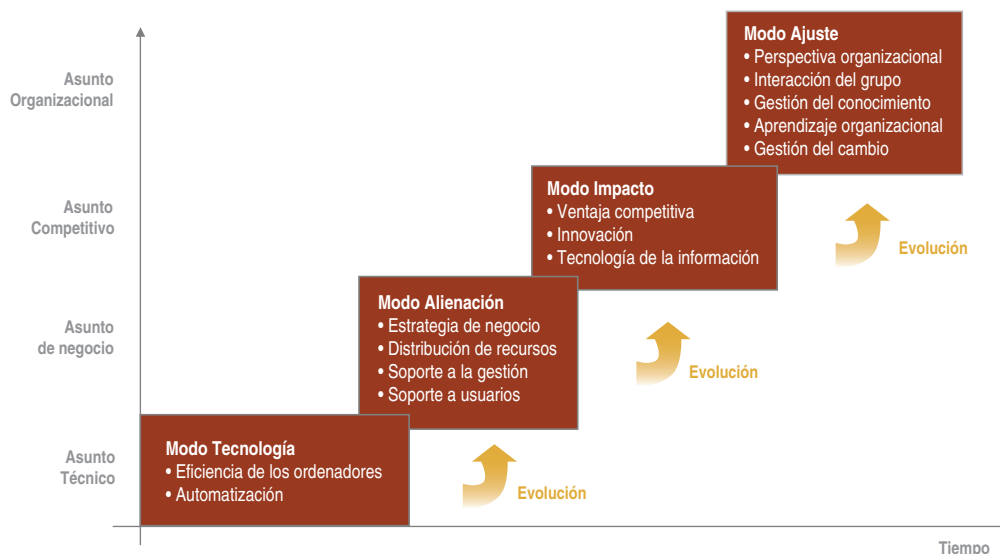 Asunto
Organizacional
Modo Ajuste
• Perspectiva organizacional
• Interacción del grupo
• Gestión del conocimiento
• Aprendizaje organizacional
• Gestión del cambio
Asunto
Competitivo
Modo Impacto
• Ventaja competitiva
• Innovación
• Tecnología de la información
Evolución
Asunto
de negocio
Modo Alienación
• Estrategia de negocio
• Distribución de recursos
• Soporte a la gestión
• Soporte a usuarios
Evolución
Asunto
Técnico
Modo Tecnología
• Eficiencia de los ordenadores
• Automatización
Evolución
Tiempo